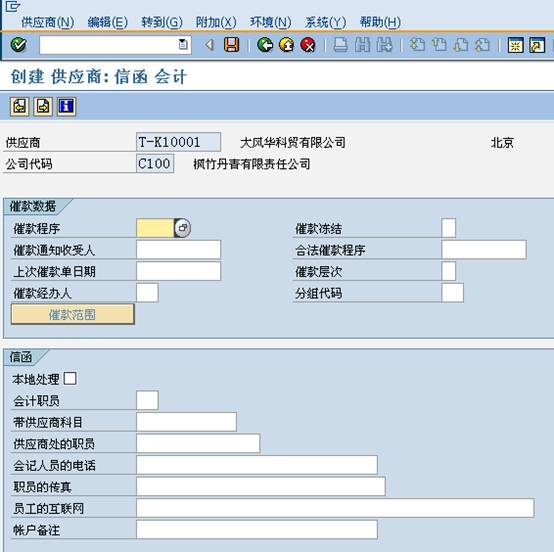 供应商(N) 编辑(E) 转到(G) 附加(X) 环境(N) 系统(Y) 帮助(H)
创建 供应商: 信函 会计
供应商 T-K10001 大风华科贸有限公司 北京
公司代码 C100 枫竹丹青有限责任公司
催款数据
催款程序 催款冻结
催款通知收受人 合法催款程序
上次催款单日期 催款层次
催款经办人 分组代码
催款范围
信函
本地处理
会计职员
带供应商科目
供应商处的职员
会记人员的电话
职员的传真
员工的互联网
帐户备注